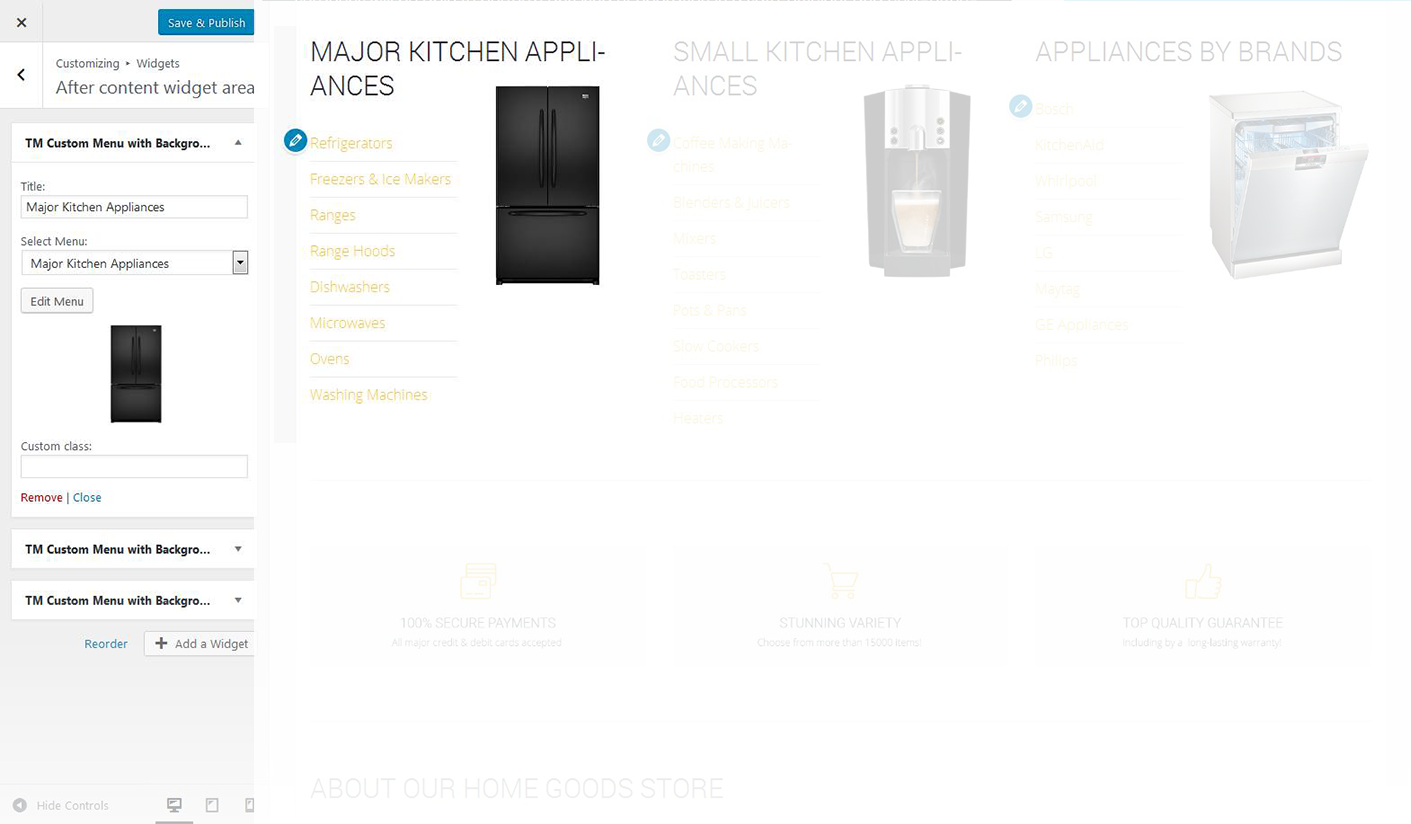 × Save & Publish
Customizing ▸ Widgets
After content widget area
TM Custom Menu with Backgro...
Title:
Major Kitchen Appliances
Select Menu:
Major Kitchen Appliances
Edit Menu
Custom class:
Remove | Close
TM Custom Menu with Backgro...
TM Custom Menu with Backgro...
Reorder
Add a Widget
Hide Controls
MAJOR KITCHEN APPLI-
ANCES
Refrigerators
Freezers & Ice Makers
Ranges
Range Hoods
Dishwashers
Microwaves
Ovens
Washing Machines
SMALL KITCHEN APPLI-
ANCES
Coffee Making Ma-
chines
Blenders & Juicers
Mixers
Toasters
Pots & Pans
Slow Cookers
Food Processors
Heaters
APPLIANCES BY BRANDS
Bosch
KitchenAid
Whirlpool
Samsung
LG
Maytag
GE Appliances
Philips
100% SECURE PAYMENTS
All major credit & debit cards accepted
STUNNING VARIETY
Choose from more than 15000 items!
TOP QUALITY GUARANTEE
Including by a long-lasting warranty!
ABOUT OUR HOME GOODS STORE